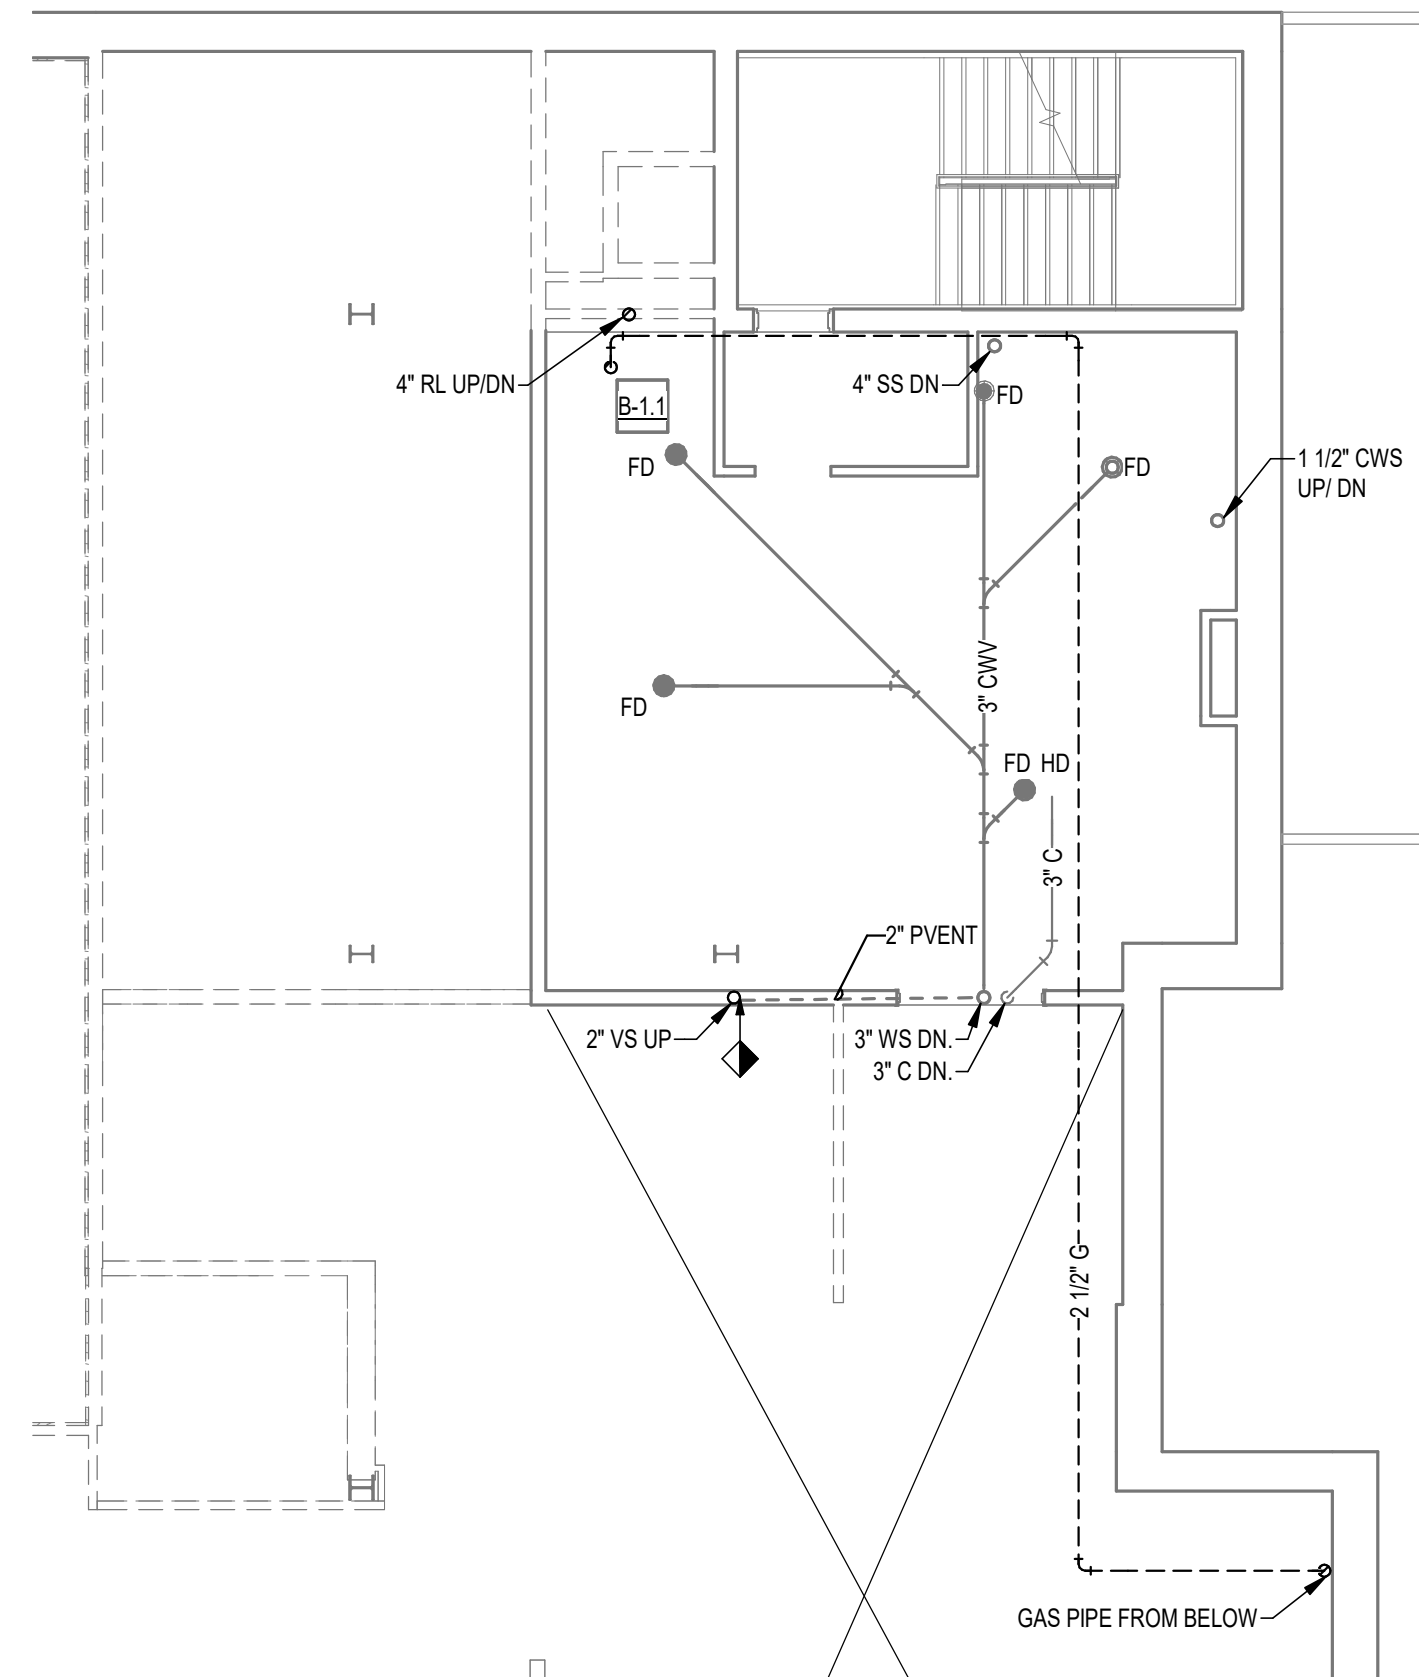 4" RL UP/DN
4" SS DN
FD
B-1.1
FD
FD
1 1/2" CWS
UP/ DN
3" CWV
FD
FD HD
3" C
2" PVENT
2" VS UP
3" WS DN.
3" C DN.
2 1/2" G
GAS PIPE FROM BELOW